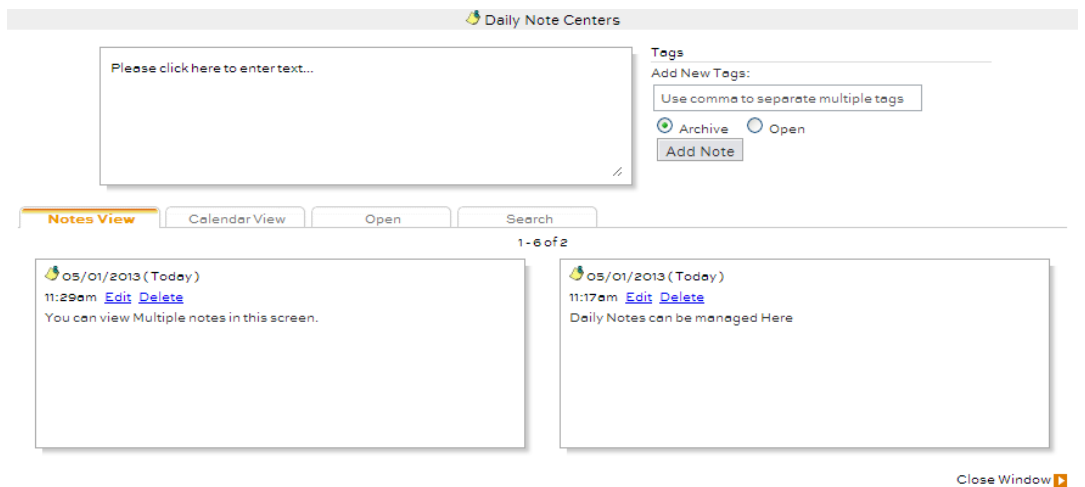 Daily Note Centers
Please click here to enter text...
Tags
Add New Tags:
Use comma to separate multiple tags
Archive Open
Add Note
Notes View Calendar View Open Search
1-6 of 2
05/01/2013 (Today)
11:29am Edit Delete
You can view Multiple notes in this screen.
05/01/2013 (Today)
11:17am Edit Delete
Daily Notes can be managed Here
Close Window